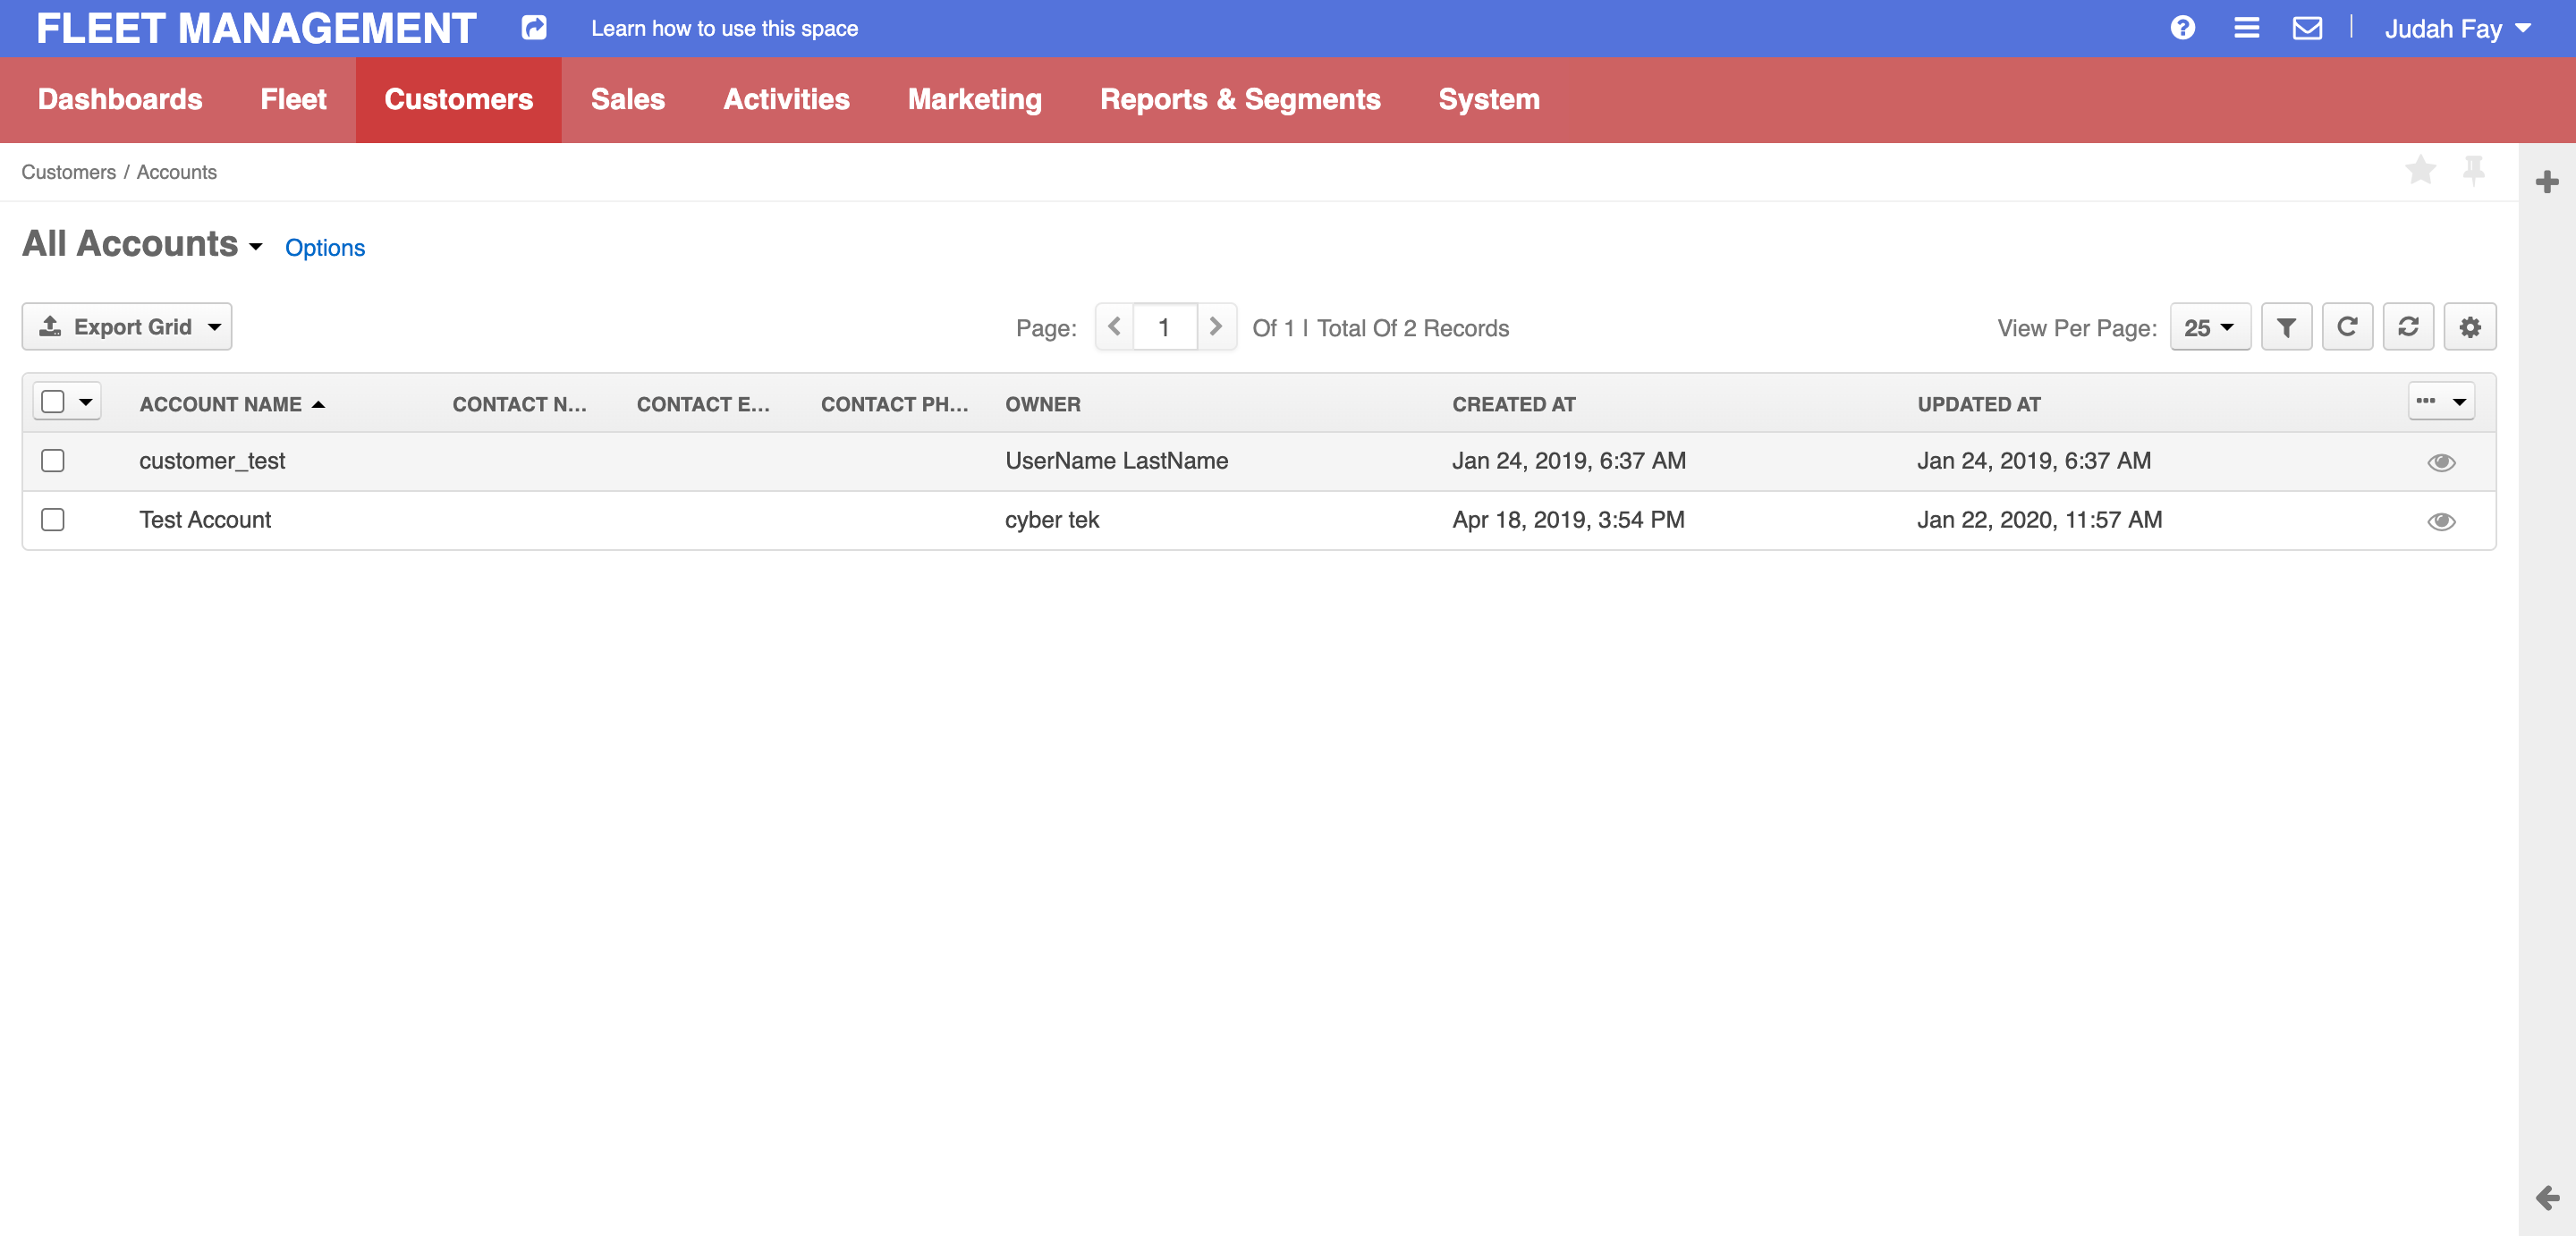 FLEET MANAGEMENT Learn how to use this space Judah Fay
Dashboards Fleet Customers Sales Activities Marketing Reports & Segments System
Customers / Accounts
All Accounts Options
Export Grid Page: 1 Of 1 | Total Of 2 Records View Per Page: 25
ACCOUNT NAME CONTACT N... CONTACT E... CONTACT PH... OWNER CREATED AT UPDATED AT
customer_test UserName LastName Jan 24, 2019, 6:37 AM Jan 24, 2019, 6:37 AM
Test Account cyber tek Apr 18, 2019, 3:54 PM Jan 22, 2020, 11:57 AM